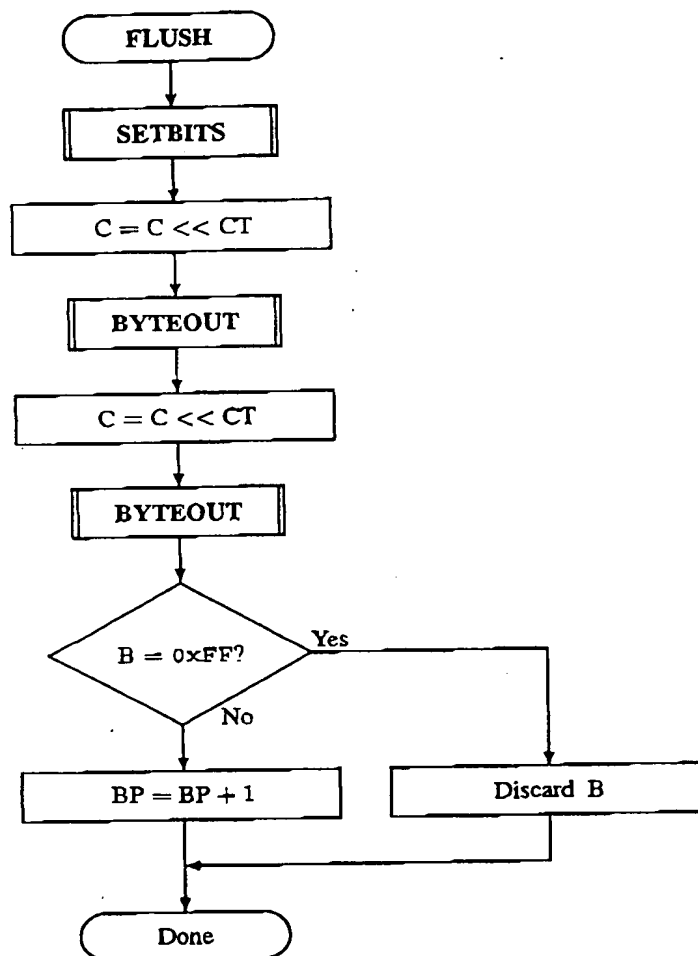 FLUSH
SETBITS
C = C << CT
BYTEOUT
C = C << CT
BYTEOUT
B = 0xFF?
Yes
No
BP = BP + 1
Discard B
Done